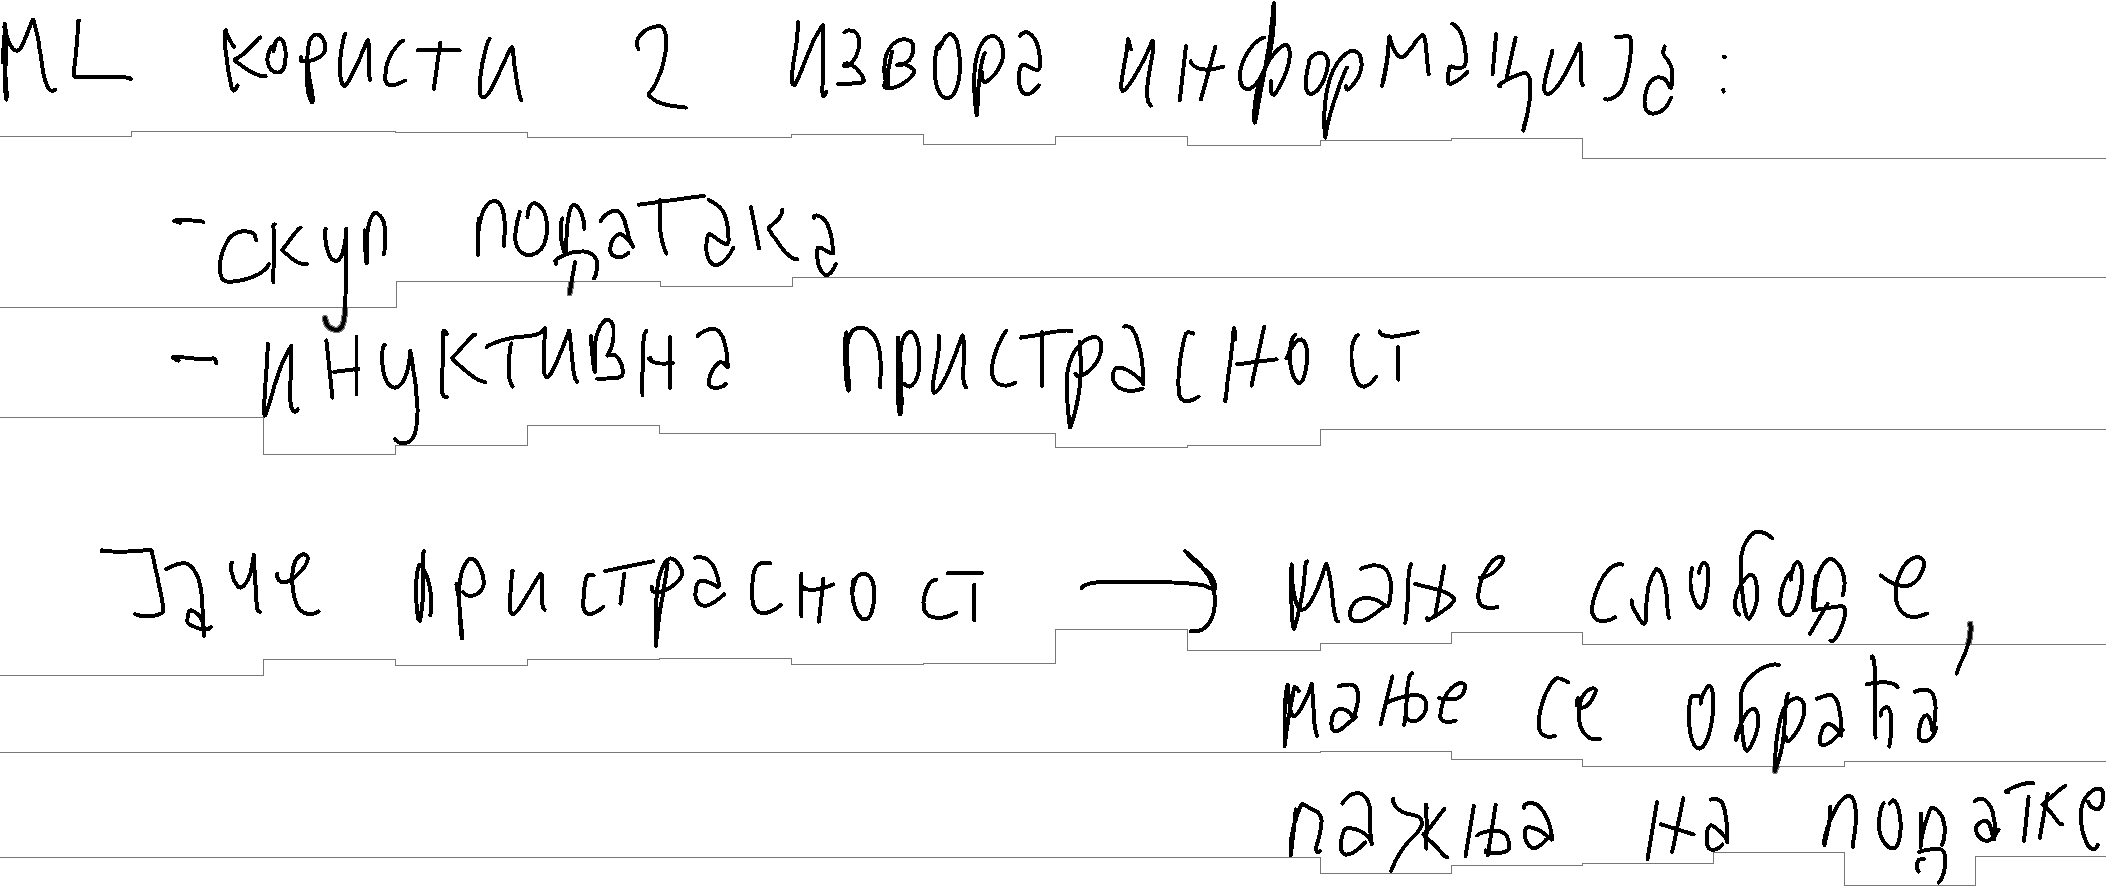 ML користи 2 извора информација:
-скуп података
- инуктивна пристрасност
Јаче пристрасност → мање слободе,
мање се обраћа
пажња на податке